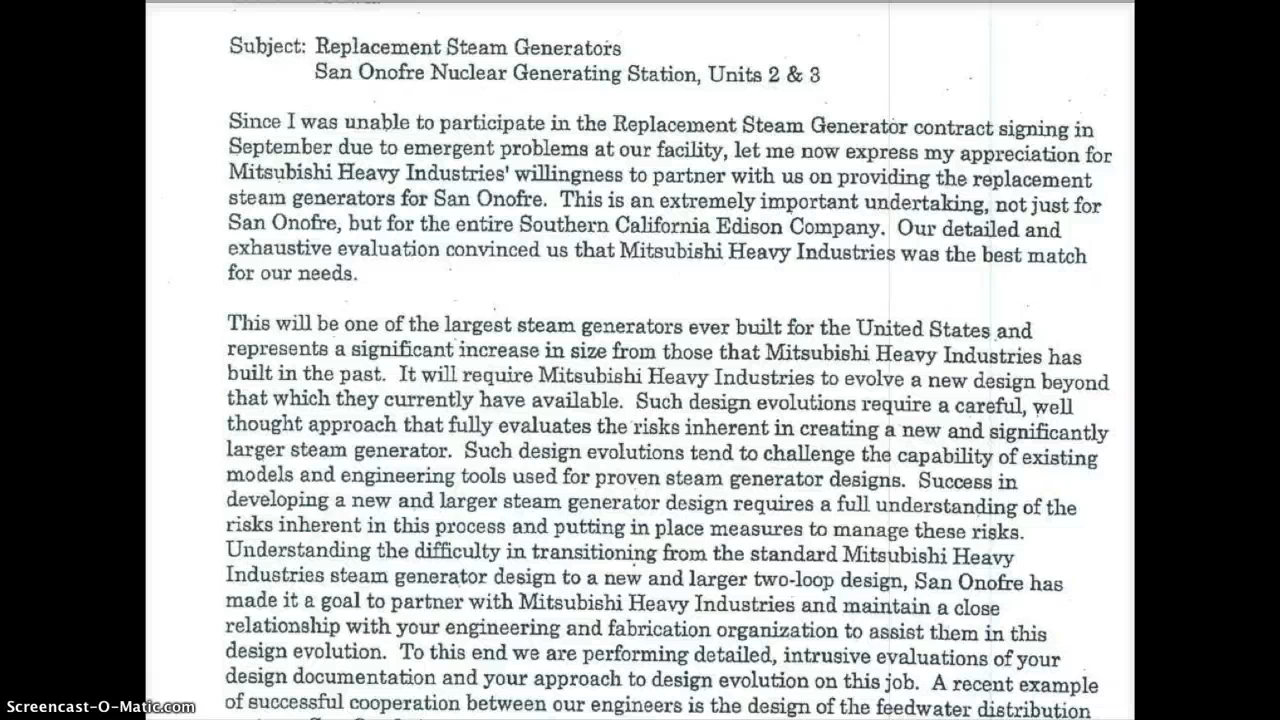 Subject: Replacement Steam Generators
San Onofre Nuclear Generating Station, Units 2 & 3
Since I was unable to participate in the Replacement Steam Generator contract signing in
September due to emergent problems at our facility, let me now express my appreciation for
Mitsubishi Heavy Industries' willingness to partner with us on providing the replacement
steam generators for San Onofre. This is an extremely important undertaking, not just for
San Onofre, but for the entire Southern California Edison Company. Our detailed and
exhaustive evaluation convinced us that Mitsubishi Heavy Industries was the best match
for our needs.
This will be one of the largest steam generators ever built for the United States and
represents a significant increase in size from those that Mitsubishi Heavy Industries has
built in the past. It will require Mitsubishi Heavy Industries to evolve a new design beyond
that which they currently have available. Such design evolutions require a careful, well
thought approach that fully evaluates the risks inherent in creating a new and significantly
larger steam generator. Such design evolutions tend to challenge the capability of existing
models and engineering tools used for proven steam generator designs. Success in
developing a new and larger steam generator design requires a full understanding of the
risks inherent in this process and putting in place measures to manage these risks.
Understanding the difficulty in transitioning from the standard Mitsubishi Heavy
Industries steam generator design to a new and larger two-loop design, San Onofre has
made it a goal to partner with Mitsubishi Heavy Industries and maintain a close
relationship with your engineering and fabrication organization to assist them in this
design evolution. To this end we are performing detailed, intrusive evaluations of your
design documentation and your approach to design evolution on this job. A recent example
of successful cooperation between our engineers is the design of the feedwater distribution
Screencast-O-Matic.com